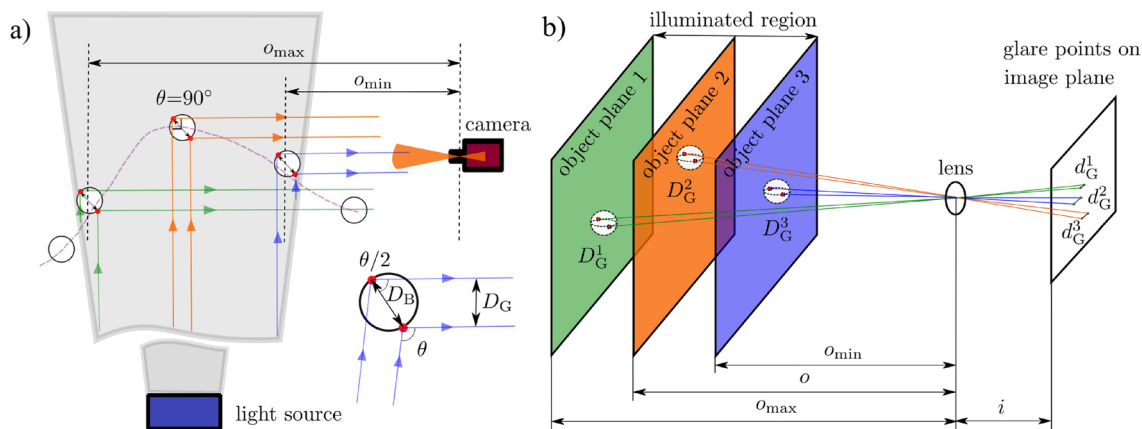 a)
o_max
o_min
θ=90°
camera
θ/2
D_B
D_G
θ
light source
b)
illuminated region
glare points on
image plane
object plane 1
object plane 2
object plane 3
lens
D_G^1
D_G^2
D_G^3
d_G^1
d_G^2
d_G^3
o_min
o
o_max
i